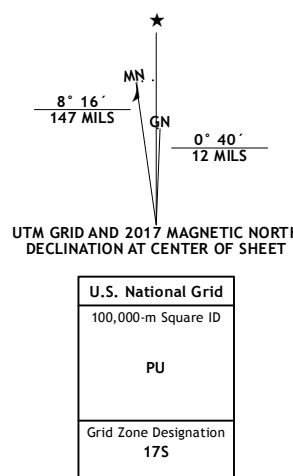 ★
MN
8° 16´
147 MILS
GN
0° 40´
12 MILS
UTM GRID AND 2017 MAGNETIC NORTH
DECLINATION AT CENTER OF SHEET
U.S. National Grid
100,000-m Square ID
PU
Grid Zone Designation
17S